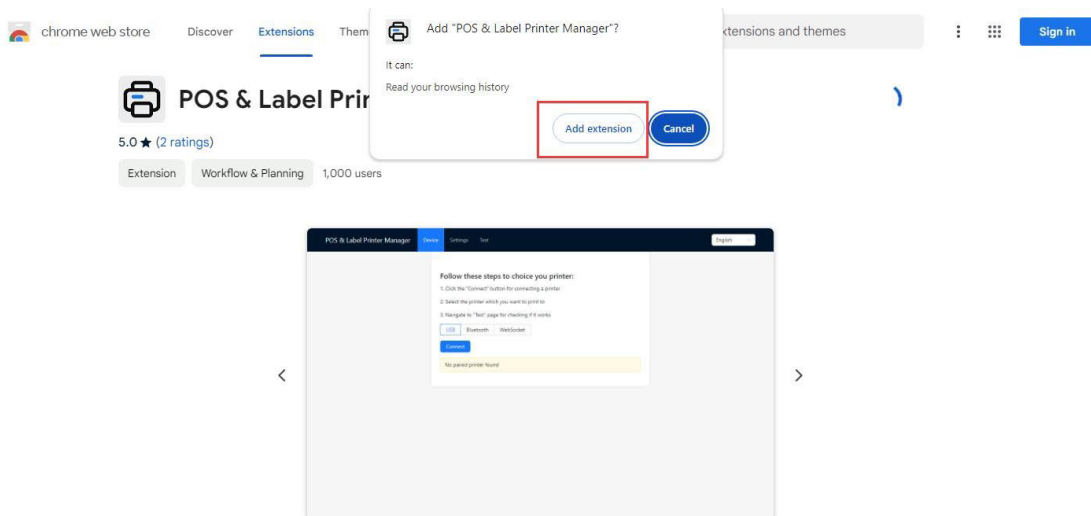 chrome web store
Discover
Extensions
Them
xtensions and themes
Sign in
Add "POS & Label Printer Manager"?
It can:
Read your browsing history
Add extension
Cancel
POS & Label Prin
5.0 ★ (2 ratings)
Extension
Workflow & Planning
1,000 users
POS & Label Printer Manager
Device
Settings
Test
English
Follow these steps to choice you printer:
1. Click the "Connect" button for connecting a printer
2. Select the printer which you want to print to
3. Navigate to "Test" page for checking if it works
USB
Bluetooth
WebSocket
Connect
No paired printer found